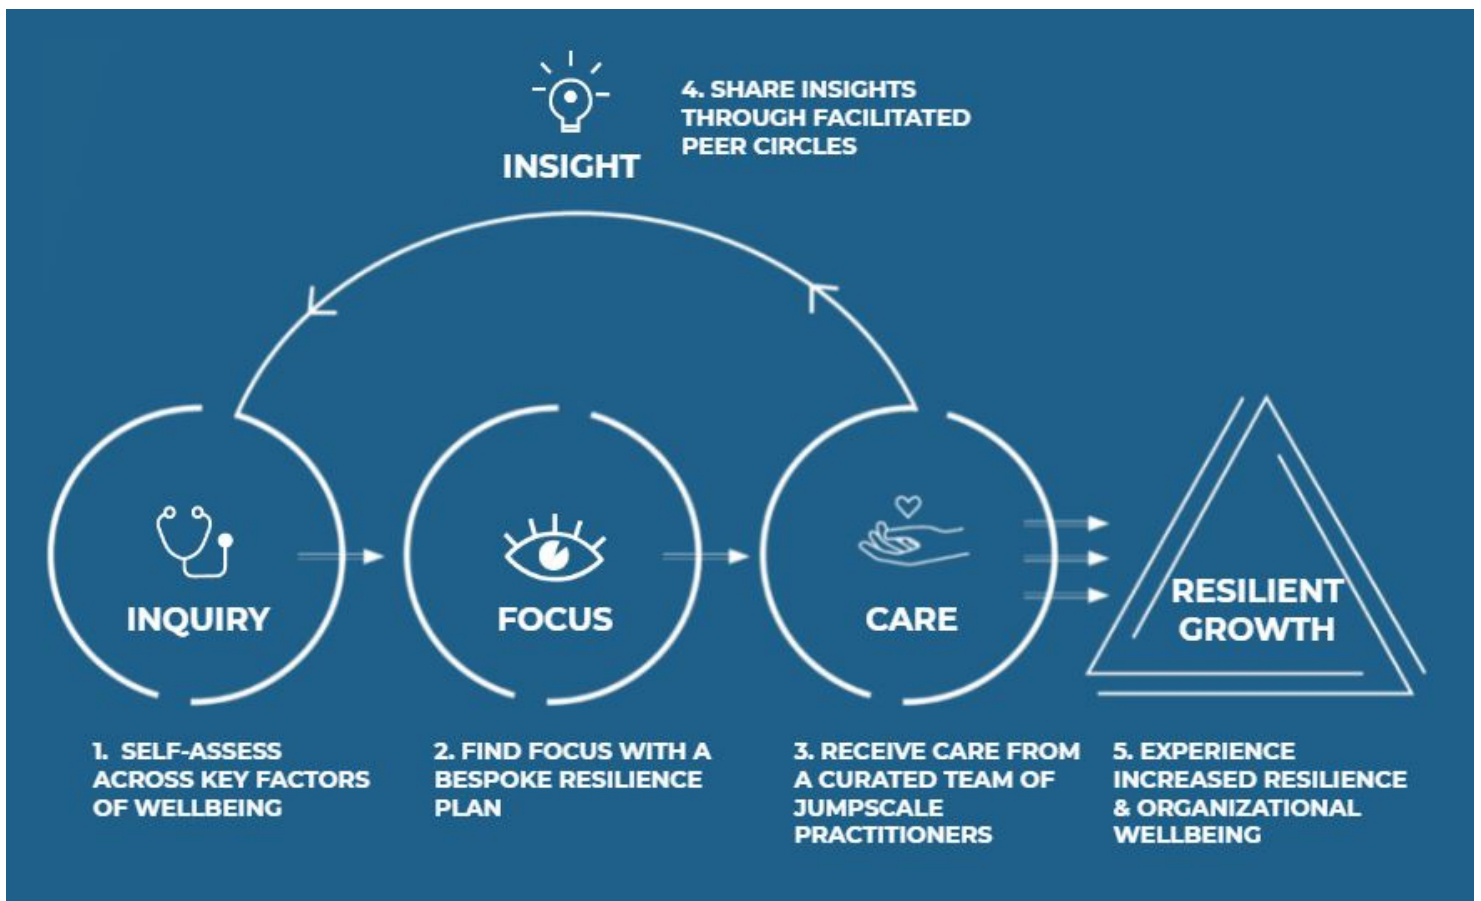 4. SHARE INSIGHTS
THROUGH FACILITATED
PEER CIRCLES
INSIGHT
INQUIRY
FOCUS
CARE
RESILIENT
GROWTH
1. SELF-ASSESS
ACROSS KEY FACTORS
OF WELLBEING
2. FIND FOCUS WITH A
BESPOKE RESILIENCE
PLAN
3. RECEIVE CARE FROM
A CURATED TEAM OF
JUMPSCALE
PRACTITIONERS
5. EXPERIENCE
INCREASED RESILIENCE
& ORGANIZATIONAL
WELLBEING